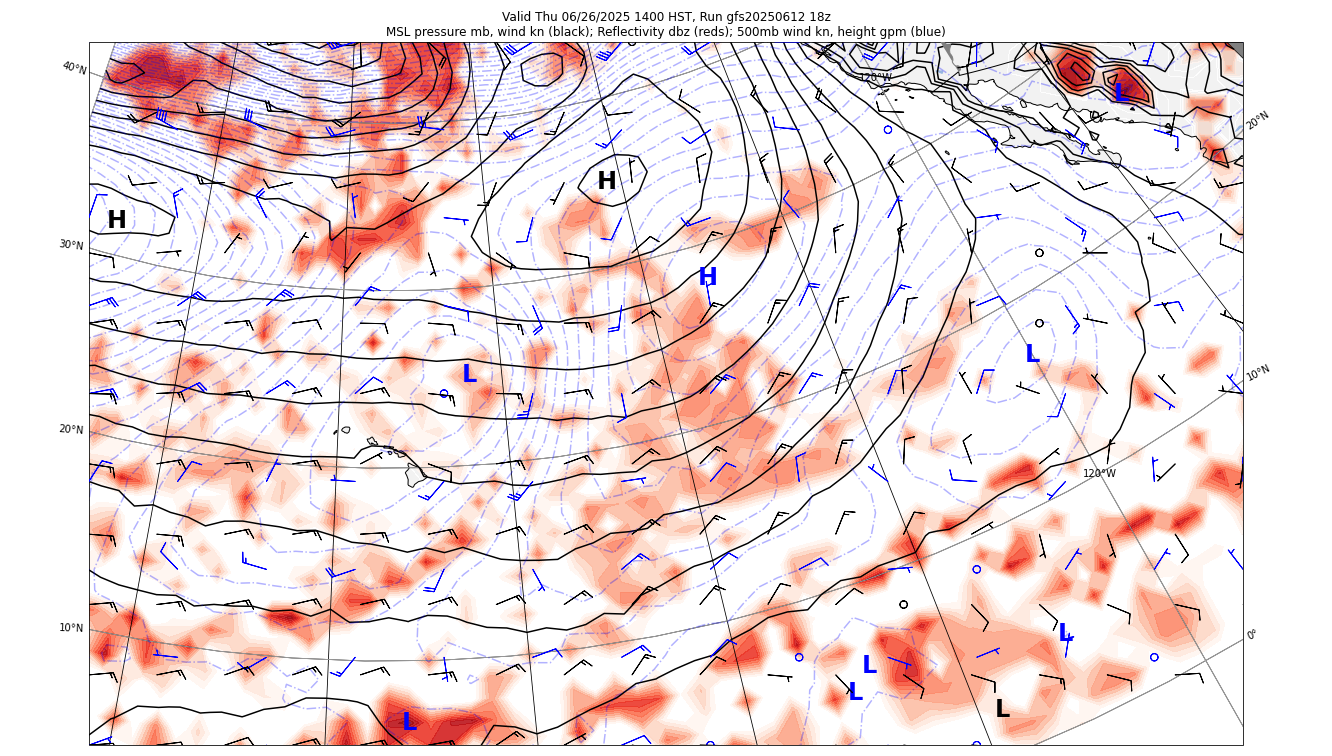 Valid Thu 06/26/2025 1400 HST, Run gfs20250612 18z
MSL pressure mb, wind kn (black); Reflectivity dbz (reds); 500mb wind kn, height gpm (blue)
40°N
120°W
L
20°N
H
H
30°N
H
L
10°N
L
20°N
120°W
10°N
L
0°
L
L
L
L